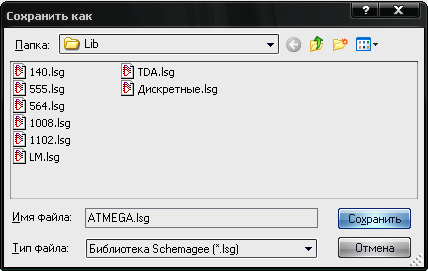 Сохранить как
Папка: Lib
140.lsg
555.lsg
564.lsg
1008.lsg
1102.lsg
LM.lsg
TDA.lsg
Дискретные.lsg
Имя файла: ATMEGA.lsg
Сохранить
Тип файла: Библиотека Schemagee (*.lsg)
Отмена